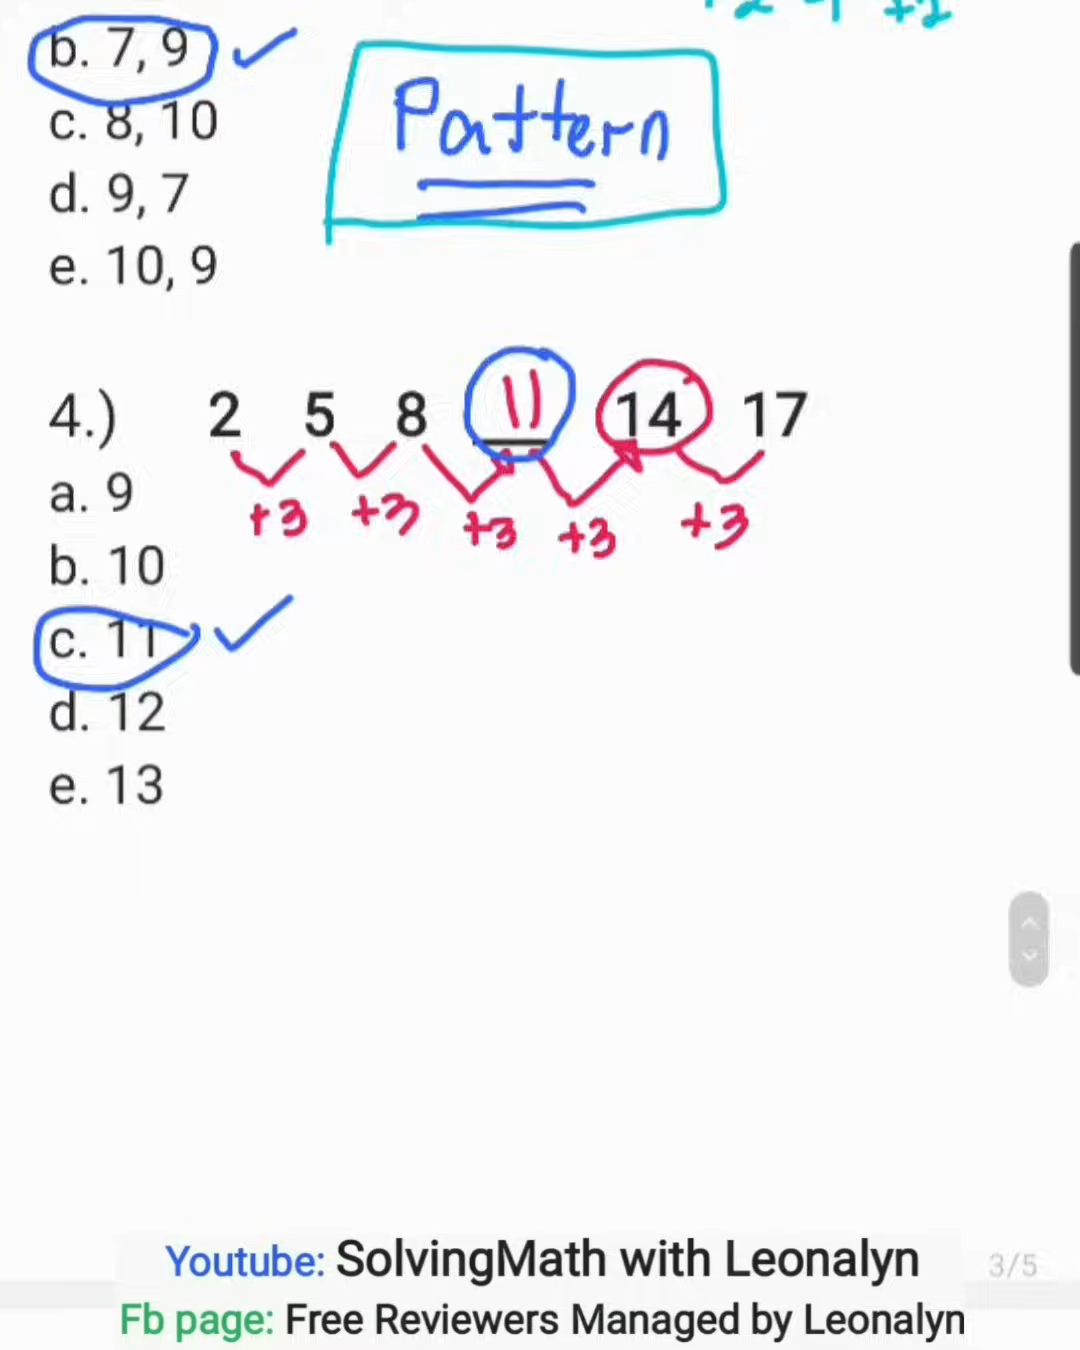 b. 7, 9
c. 8, 10
d. 9, 7
e. 10, 9
Pattern
4.) 2 5 8 11 14 17
+3 +3 +3 +3 +3
a. 9
b. 10
c. 11
d. 12
e. 13
Youtube: SolvingMath with Leonalyn
3/5
Fb page: Free Reviewers Managed by Leonalyn